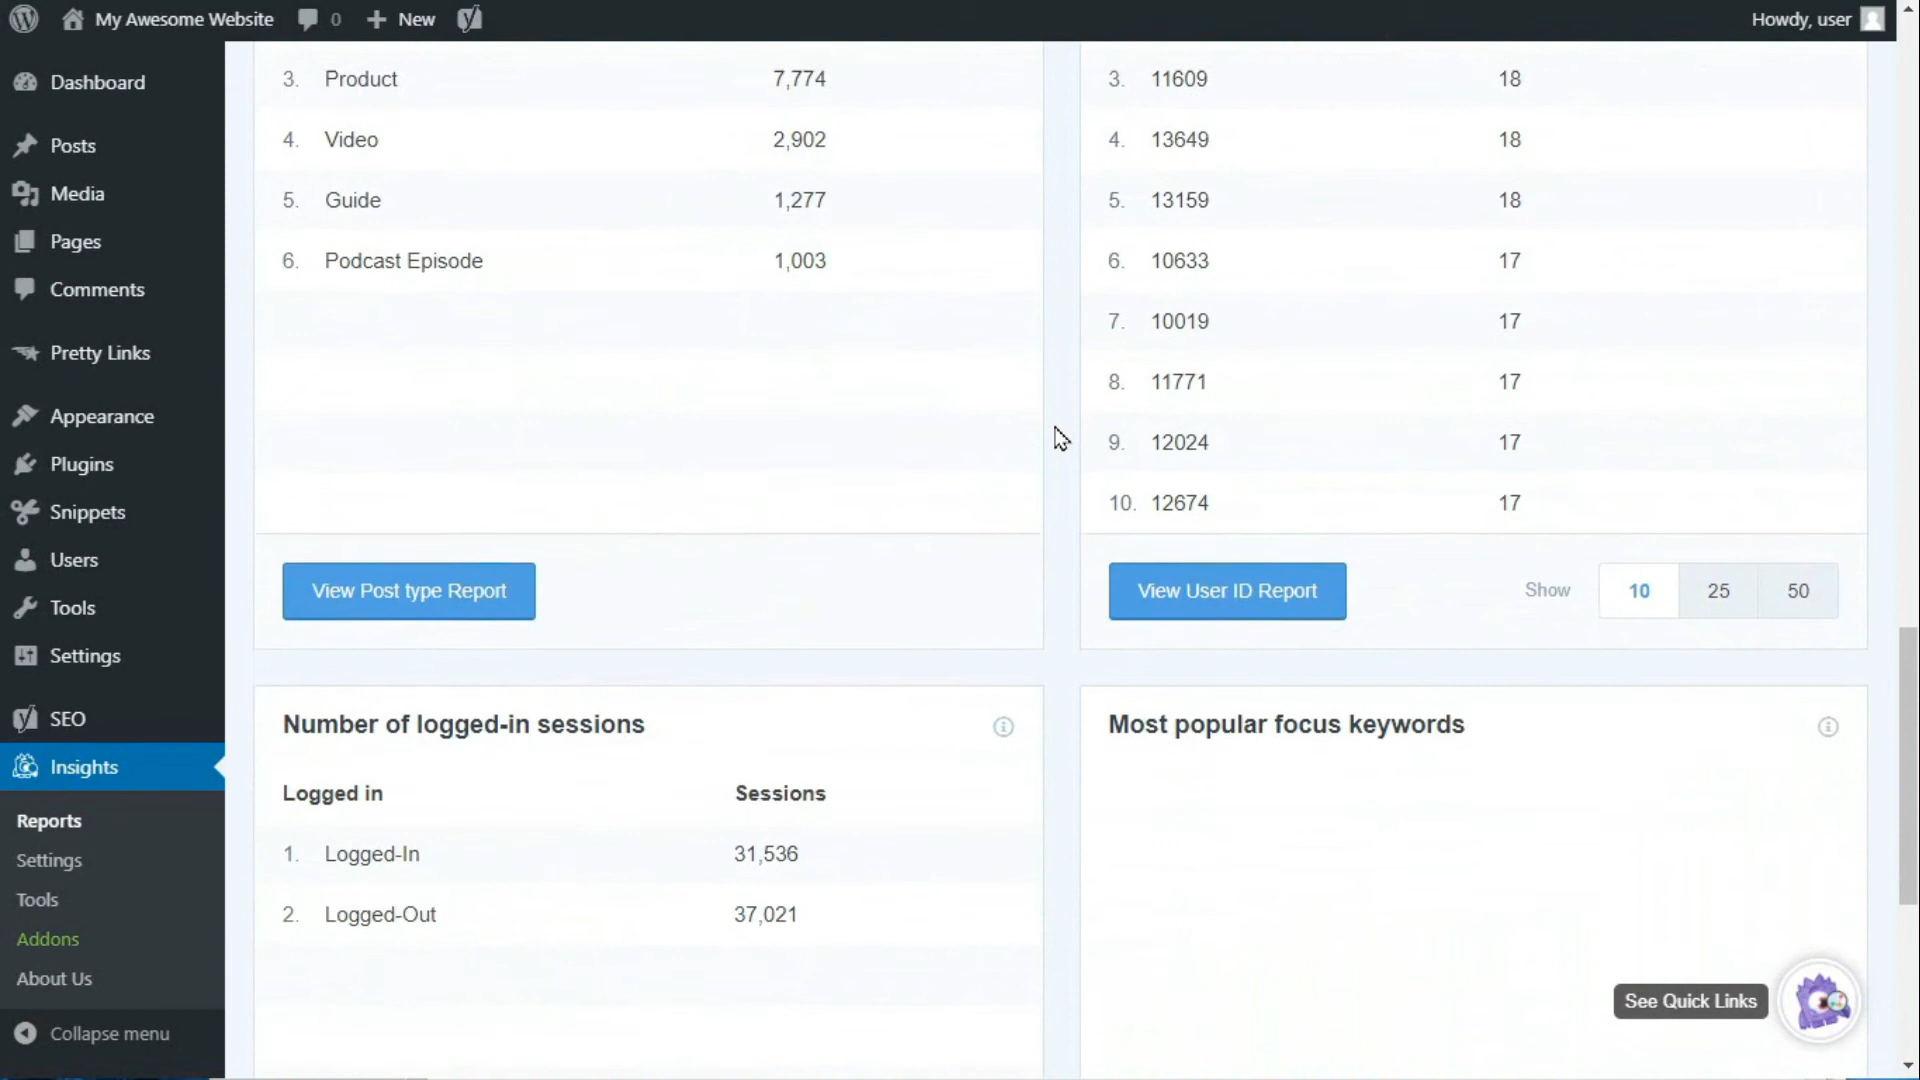 My Awesome Website 0 New Howdy, user
Dashboard
Posts
Media
Pages
Comments
Pretty Links
Appearance
Plugins
Snippets
Users
Tools
Settings
SEO
Insights
Reports
Settings
Tools
Addons
About Us
Collapse menu
3. Product 7,774
4. Video 2,902
5. Guide 1,277
6. Podcast Episode 1,003
View Post type Report
3. 11609 18
4. 13649 18
5. 13159 18
6. 10633 17
7. 10019 17
8. 11771 17
9. 12024 17
10. 12674 17
View User ID Report Show 10 25 50
Number of logged-in sessions
Logged in Sessions
1. Logged-In 31,536
2. Logged-Out 37,021
Most popular focus keywords
See Quick Links